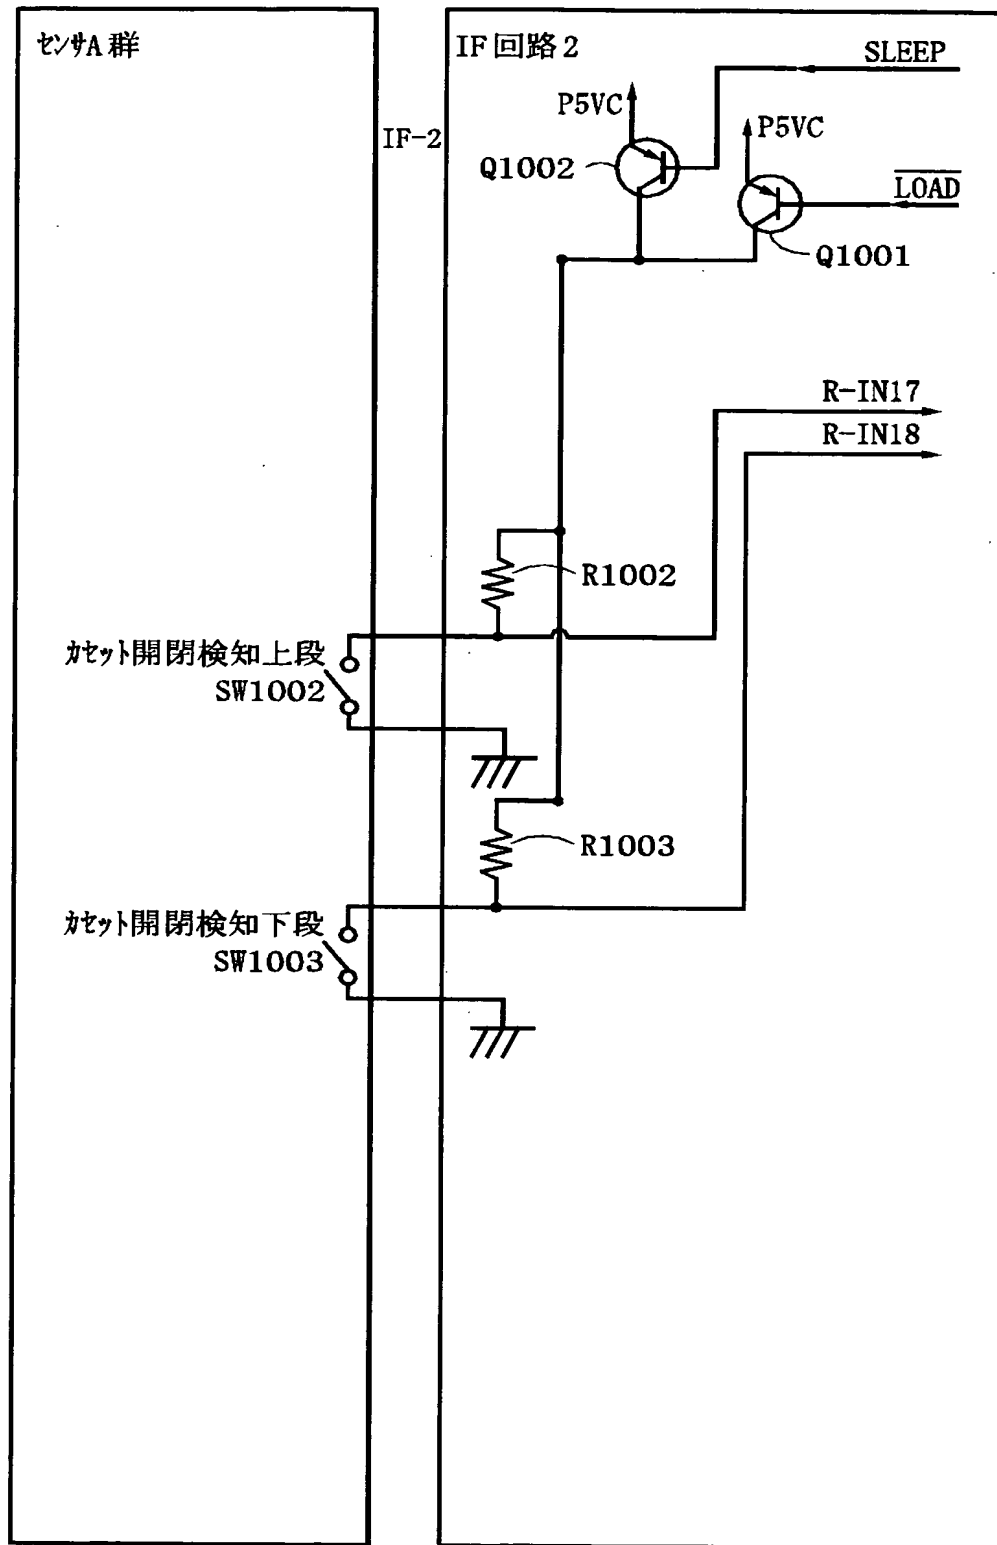 センサA 群
IF 回路 2
SLEEP
P5VC
P5VC
IF-2
Q1002
LOAD
Q1001
R-IN17
R-IN18
R1002
カセット開閉検知上段
SW1002
R1003
カセット開閉検知下段
SW1003